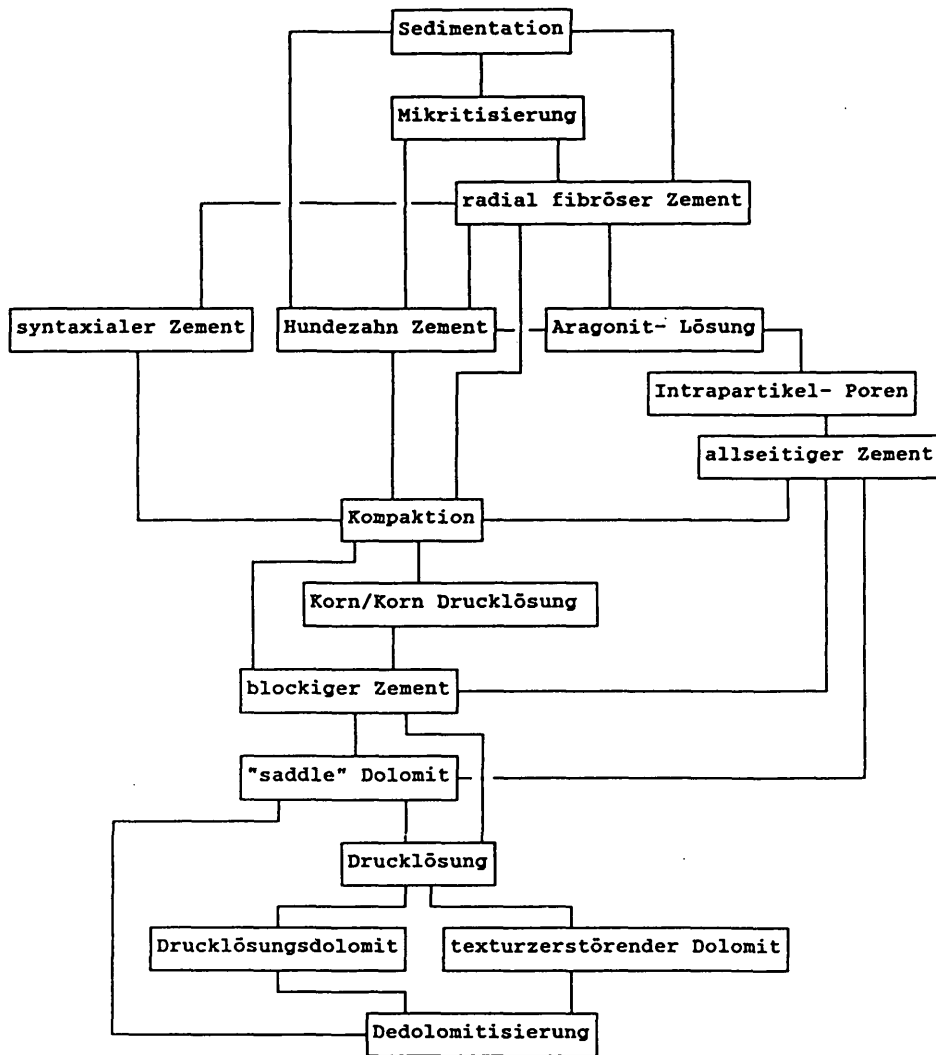 Sedimentation
Mikritisierung
radial fibröser Zement
syntaxialer Zement
Hundezahn Zement
Aragonit- Lösung
Intrapartikel- Poren
allseitiger Zement
Kompaktion
Korn/Korn Drucklösung
blockiger Zement
"saddle" Dolomit
Drucklösung
Drucklösungsdolomit
texturzerstörender Dolomit
Dedolomitisierung